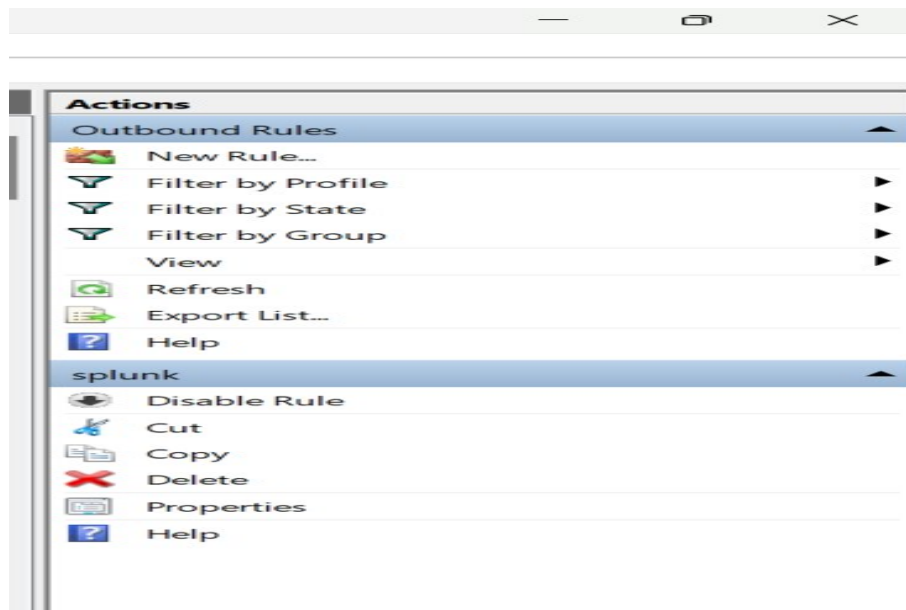 Actions
Outbound Rules
New Rule...
Filter by Profile
Filter by State
Filter by Group
View
Refresh
Export List...
Help
splunk
Disable Rule
Cut
Copy
Delete
Properties
Help